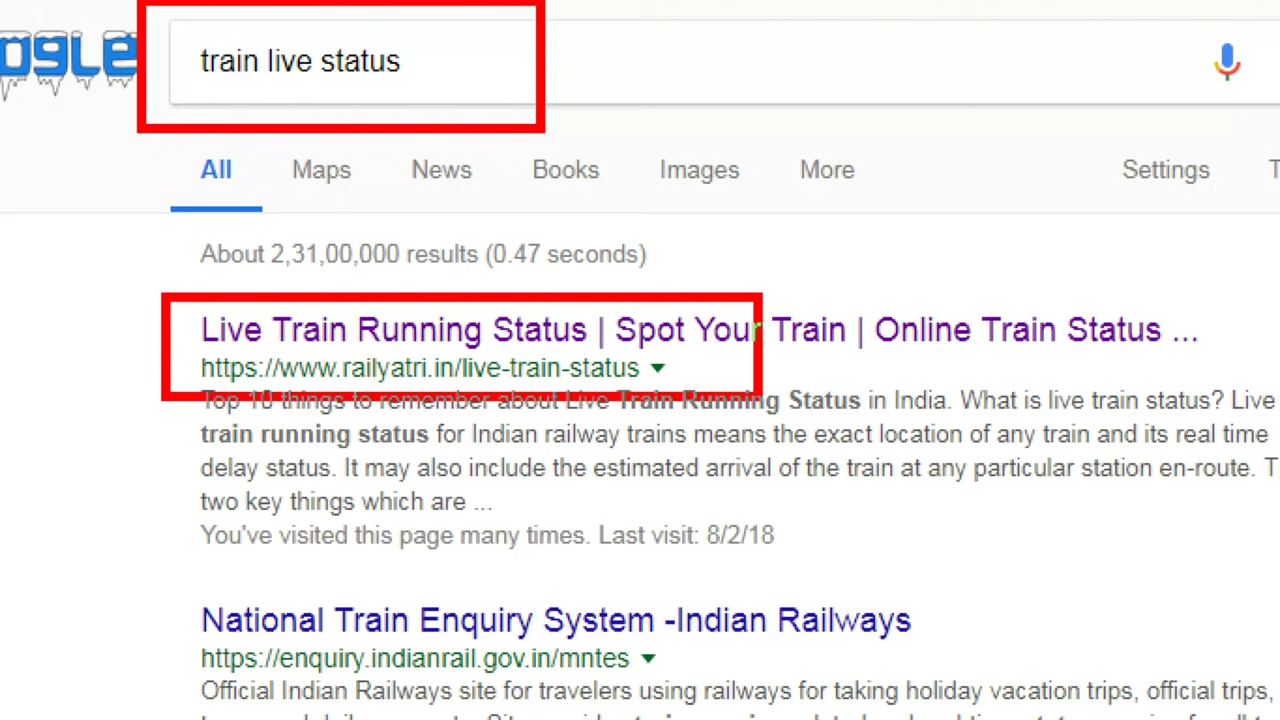 train live status
All Maps News Books Images More Settings
About 2,31,00,000 results (0.47 seconds)
Live Train Running Status | Spot Your Train | Online Train Status ...
https://www.railyatri.in/live-train-status
Top 10 things to remember about Live Train Running Status in India. What is live train status? Live
train running status for Indian railway trains means the exact location of any train and its real time
delay status. It may also include the estimated arrival of the train at any particular station en-route. T
two key things which are ...
You've visited this page many times. Last visit: 8/2/18
National Train Enquiry System -Indian Railways
https://enquiry.indianrail.gov.in/mntes
Official Indian Railways site for travelers using railways for taking holiday vacation trips, official trips,